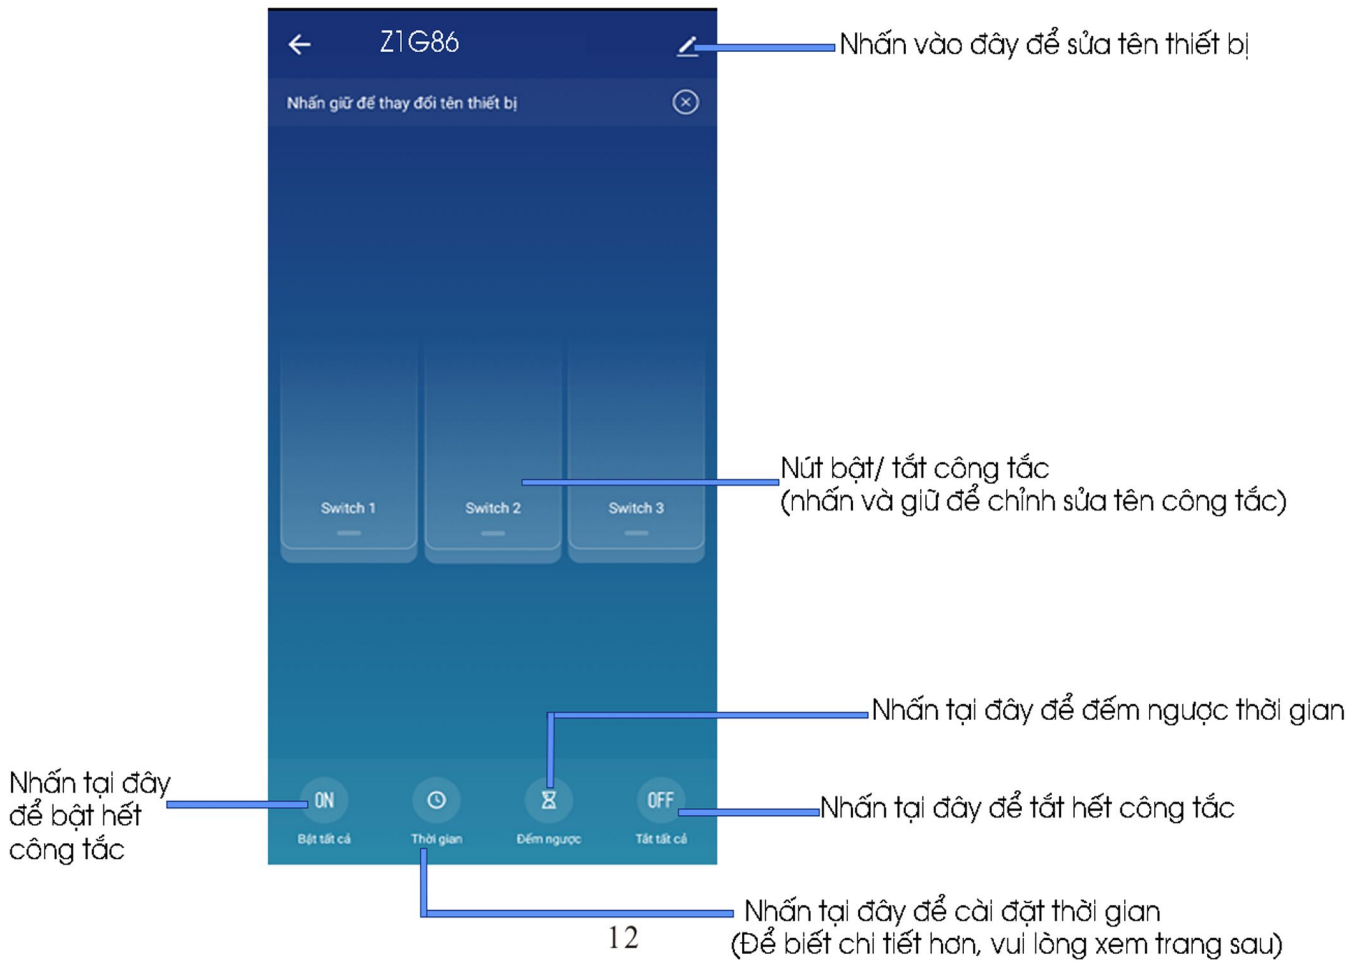 Z1G86
Nhấn vào đây để sửa tên thiết bị
Nhấn giữ để thay đổi tên thiết bị
Nút bật/ tắt công tắc
(nhấn và giữ để chỉnh sửa tên công tắc)
Switch 1
Switch 2
Switch 3
Nhấn tại đây để đếm ngược thời gian
Nhấn tại đây
để bật hết
công tắc
ON
OFF
Nhấn tại đây để tắt hết công tắc
Bật tất cả
Thời gian
Đếm ngược
Tắt tất cả
Nhấn tại đây để cài đặt thời gian
(Để biết chi tiết hơn, vui lòng xem trang sau)
12